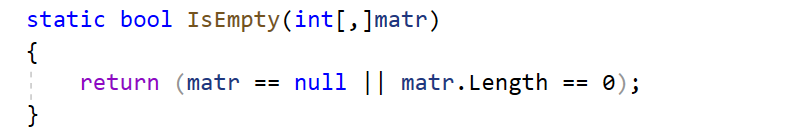 static bool IsEmpty(int[,]matr)
{
    return (matr == null || matr.Length == 0);
}